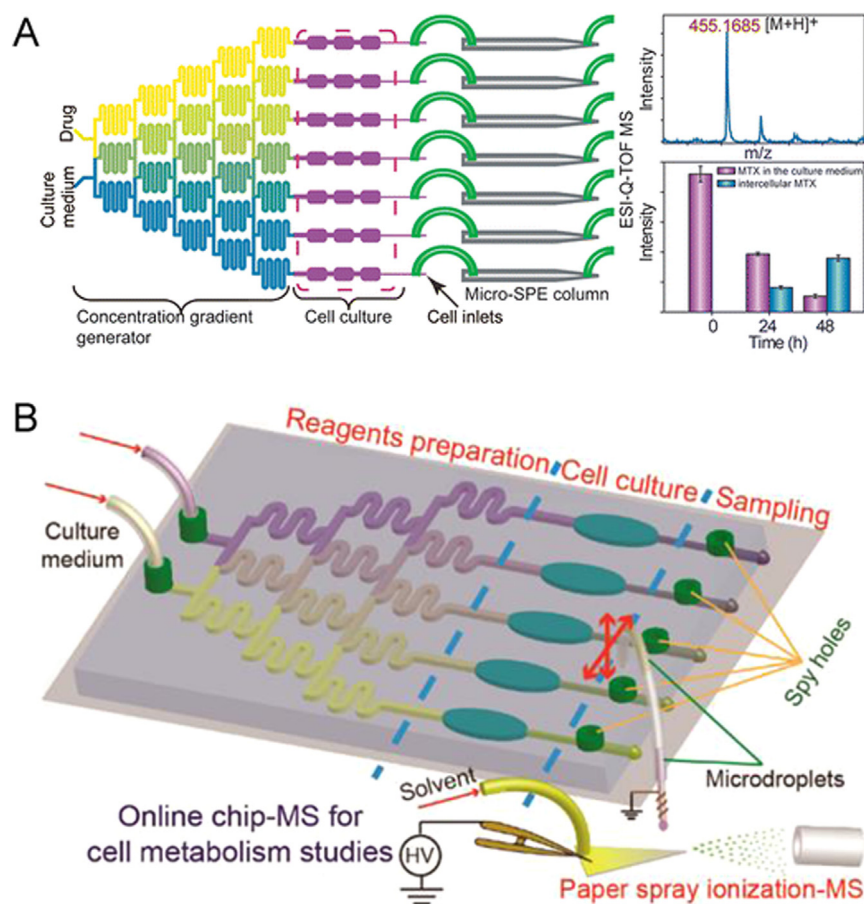 A
Drug
Culture
medium
Concentration gradient
generator
Cell culture
Cell inlets
Micro-SPE column
ESI-Q-TOF MS
455.1685 [M+H]+
Intensity
m/z
MTX in the culture medium
intercellular MTX
Intensity
0 24 48
Time (h)
B
Reagents preparation
Cell culture
Sampling
Culture
medium
Spy holes
Microdroplets
Solvent
Online chip-MS for
cell metabolism studies
HV
Paper spray ionization-MS